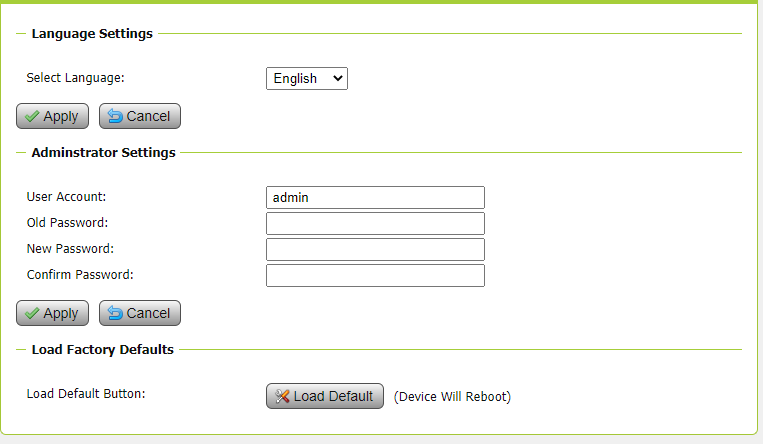 Language Settings
Select Language: English
Apply Cancel
Adminstrator Settings
User Account: admin
Old Password:
New Password:
Confirm Password:
Apply Cancel
Load Factory Defaults
Load Default Button: Load Default (Device Will Reboot)